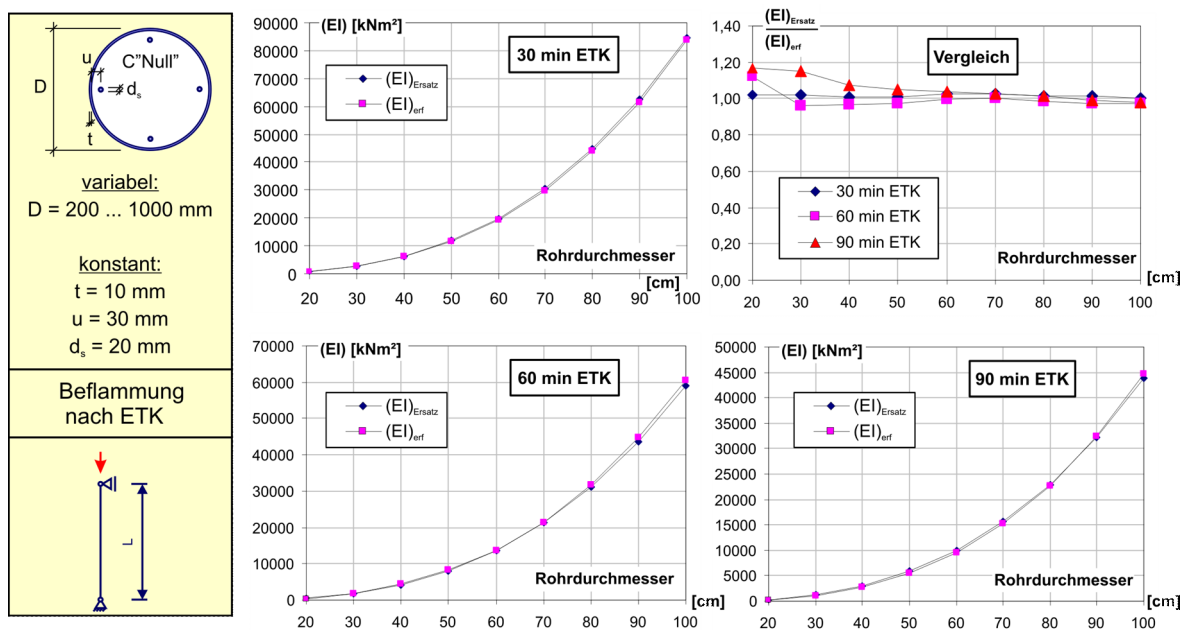 D
u
C"Null"
dₛ
t
variabel:
D = 200 ... 1000 mm
konstant:
t = 10 mm
u = 30 mm
dₛ = 20 mm
Beflammung
nach ETK
L
(EI) [kNm²]
30 min ETK
(EI)Ersatz
(EI)erf
90000
80000
70000
60000
50000
40000
30000
20000
10000
0
Rohrdurchmesser
[cm]
20 30 40 50 60 70 80 90 100
(EI)Ersatz
(EI)erf
Vergleich
1,40
1,20
1,00
0,80
0,60
0,40
0,20
0,00
30 min ETK
60 min ETK
90 min ETK
Rohrdurchmesser
[cm]
20 30 40 50 60 70 80 90 100
(EI) [kNm²]
60 min ETK
(EI)Ersatz
(EI)erf
70000
60000
50000
40000
30000
20000
10000
0
Rohrdurchmesser
[cm]
20 30 40 50 60 70 80 90 100
(EI) [kNm²]
90 min ETK
(EI)Ersatz
(EI)erf
50000
45000
40000
35000
30000
25000
20000
15000
10000
5000
0
Rohrdurchmesser
[cm]
20 30 40 50 60 70 80 90 100